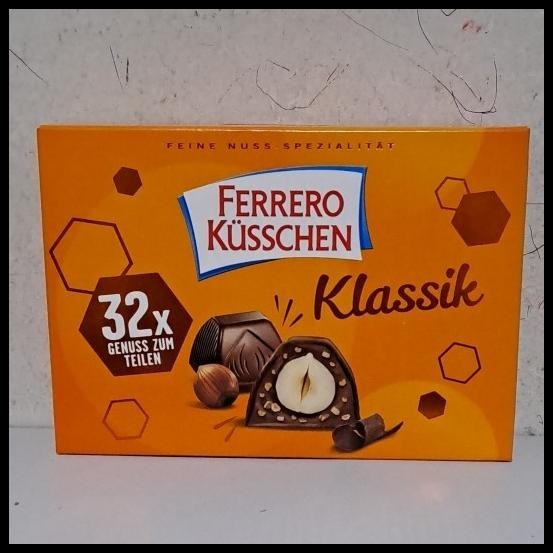 FEINE NUSS-SPEZIALITÄT
FERRERO
KÜSSCHEN
Klassik
32x
GENUSS ZUM
TEILEN